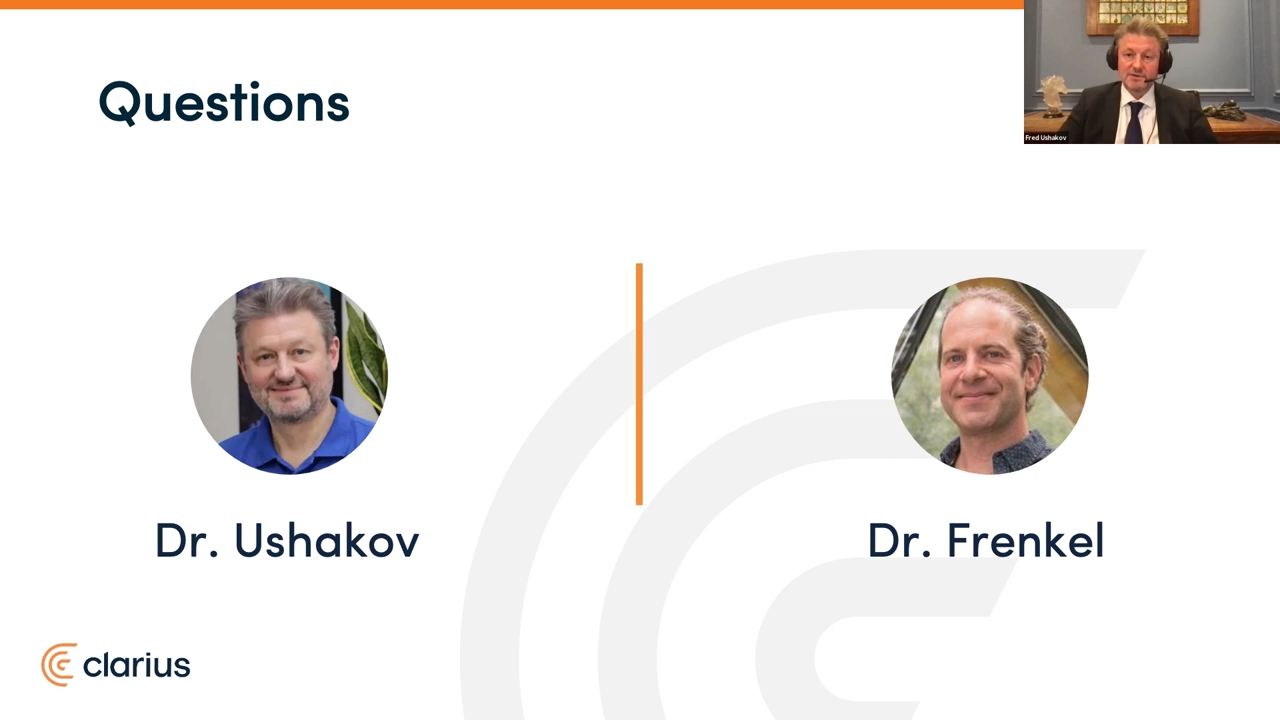 Fred Ushakov
Questions
Dr. Ushakov
Dr. Frenkel
clarius